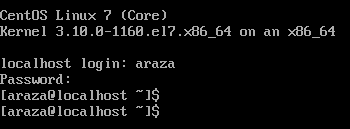 CentOS Linux 7 (Core)
Kernel 3.10.0-1160.el7.x86_64 on an x86_64
localhost login: araza
Password:
[araza@localhost ~]$
[araza@localhost ~]$